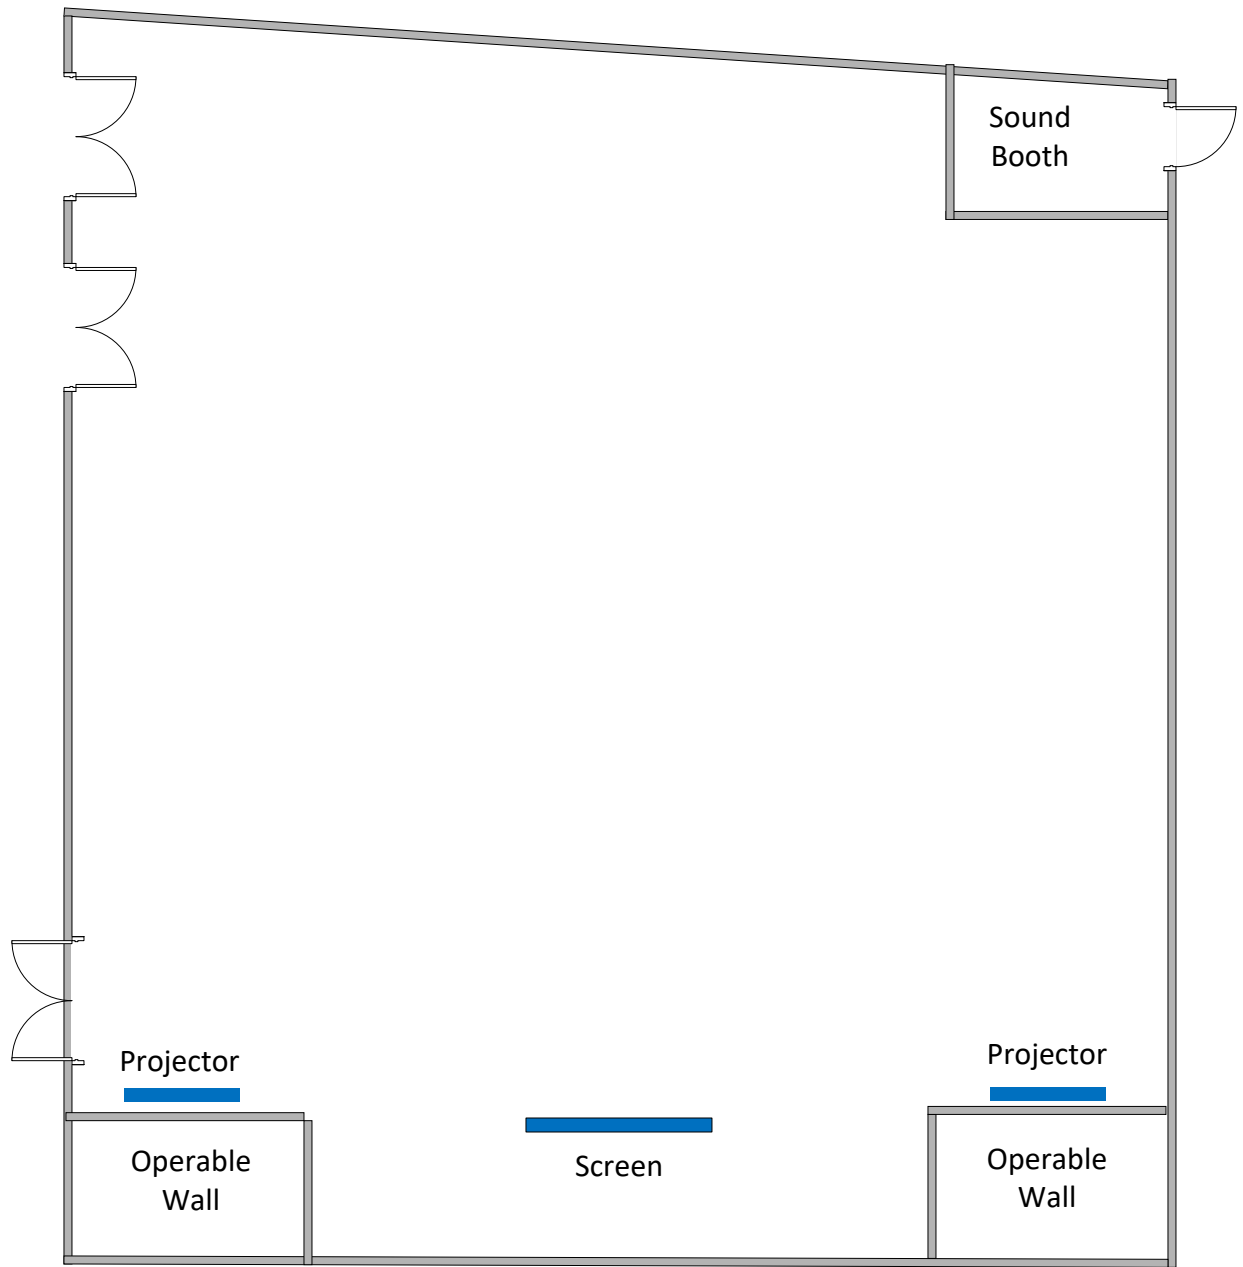 Sound
Booth
Projector
Projector
Operable
Wall
Screen
Operable
Wall